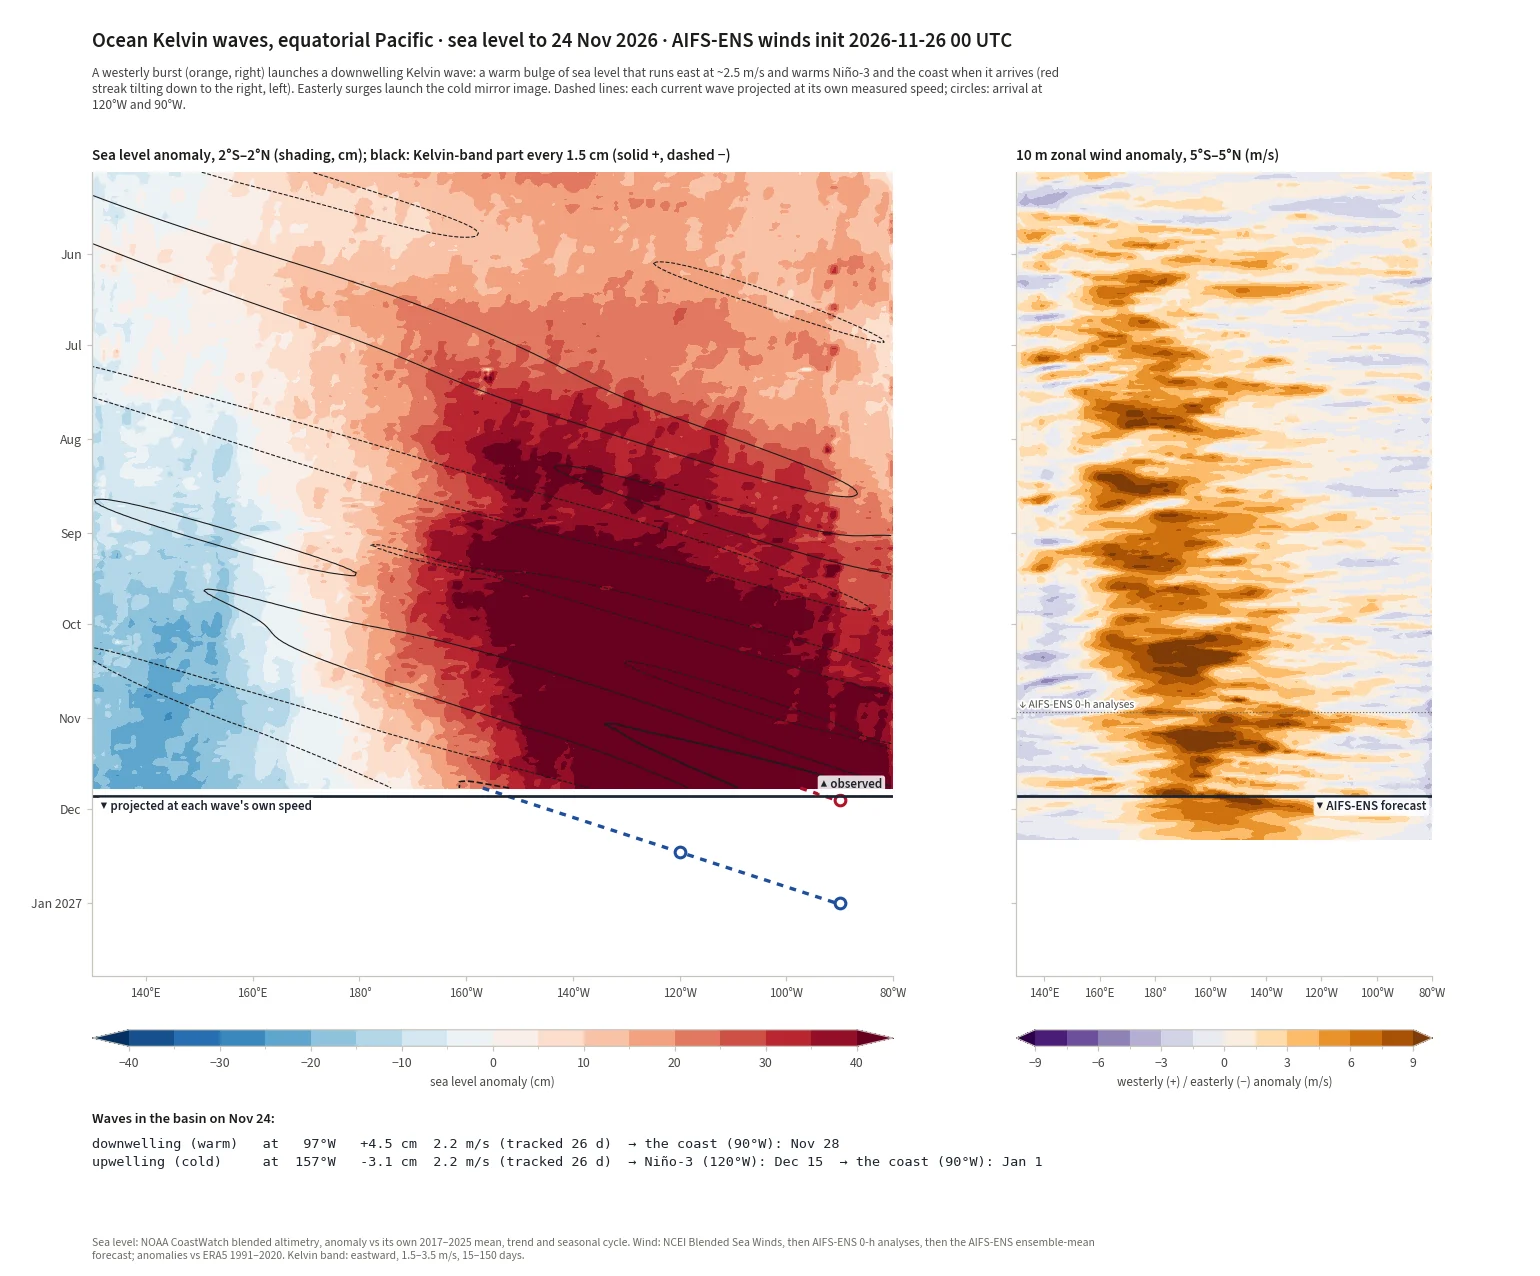 Ocean Kelvin waves, equatorial Pacific · sea level to 24 Nov 2026 · AIFS-ENS winds init 2026-11-26 00 UTC
A westerly burst (orange, right) launches a downwelling Kelvin wave: a warm bulge of sea level that runs east at ~2.5 m/s and warms Niño-3 and the coast when it arrives (red
streak tilting down to the right, left). Easterly surges launch the cold mirror image. Dashed lines: each current wave projected at its own measured speed; circles: arrival at
120°W and 90°W.
Sea level anomaly, 2°S–2°N (shading, cm); black: Kelvin-band part every 1.5 cm (solid +, dashed −)
10 m zonal wind anomaly, 5°S–5°N (m/s)
Jun
Jul
Aug
Sep
Oct
Nov
Dec
Jan 2027
↓ AIFS-ENS 0-h analyses
▲ observed
▼ projected at each wave's own speed
▼ AIFS-ENS forecast
140°E 160°E 180° 160°W 140°W 120°W 100°W 80°W
140°E 160°E 180° 160°W 140°W 120°W 100°W 80°W
−40 −30 −20 −10 0 10 20 30 40
sea level anomaly (cm)
−9 −6 −3 0 3 6 9
westerly (+) / easterly (−) anomaly (m/s)
Waves in the basin on Nov 24:
downwelling (warm) at 97°W +4.5 cm 2.2 m/s (tracked 26 d) → the coast (90°W): Nov 28
upwelling (cold) at 157°W -3.1 cm 2.2 m/s (tracked 26 d) → Niño-3 (120°W): Dec 15 → the coast (90°W): Jan 1
Sea level: NOAA CoastWatch blended altimetry, anomaly vs its own 2017–2025 mean, trend and seasonal cycle. Wind: NCEI Blended Sea Winds, then AIFS-ENS 0-h analyses, then the AIFS-ENS ensemble-mean
forecast; anomalies vs ERA5 1991–2020. Kelvin band: eastward, 1.5–3.5 m/s, 15–150 days.